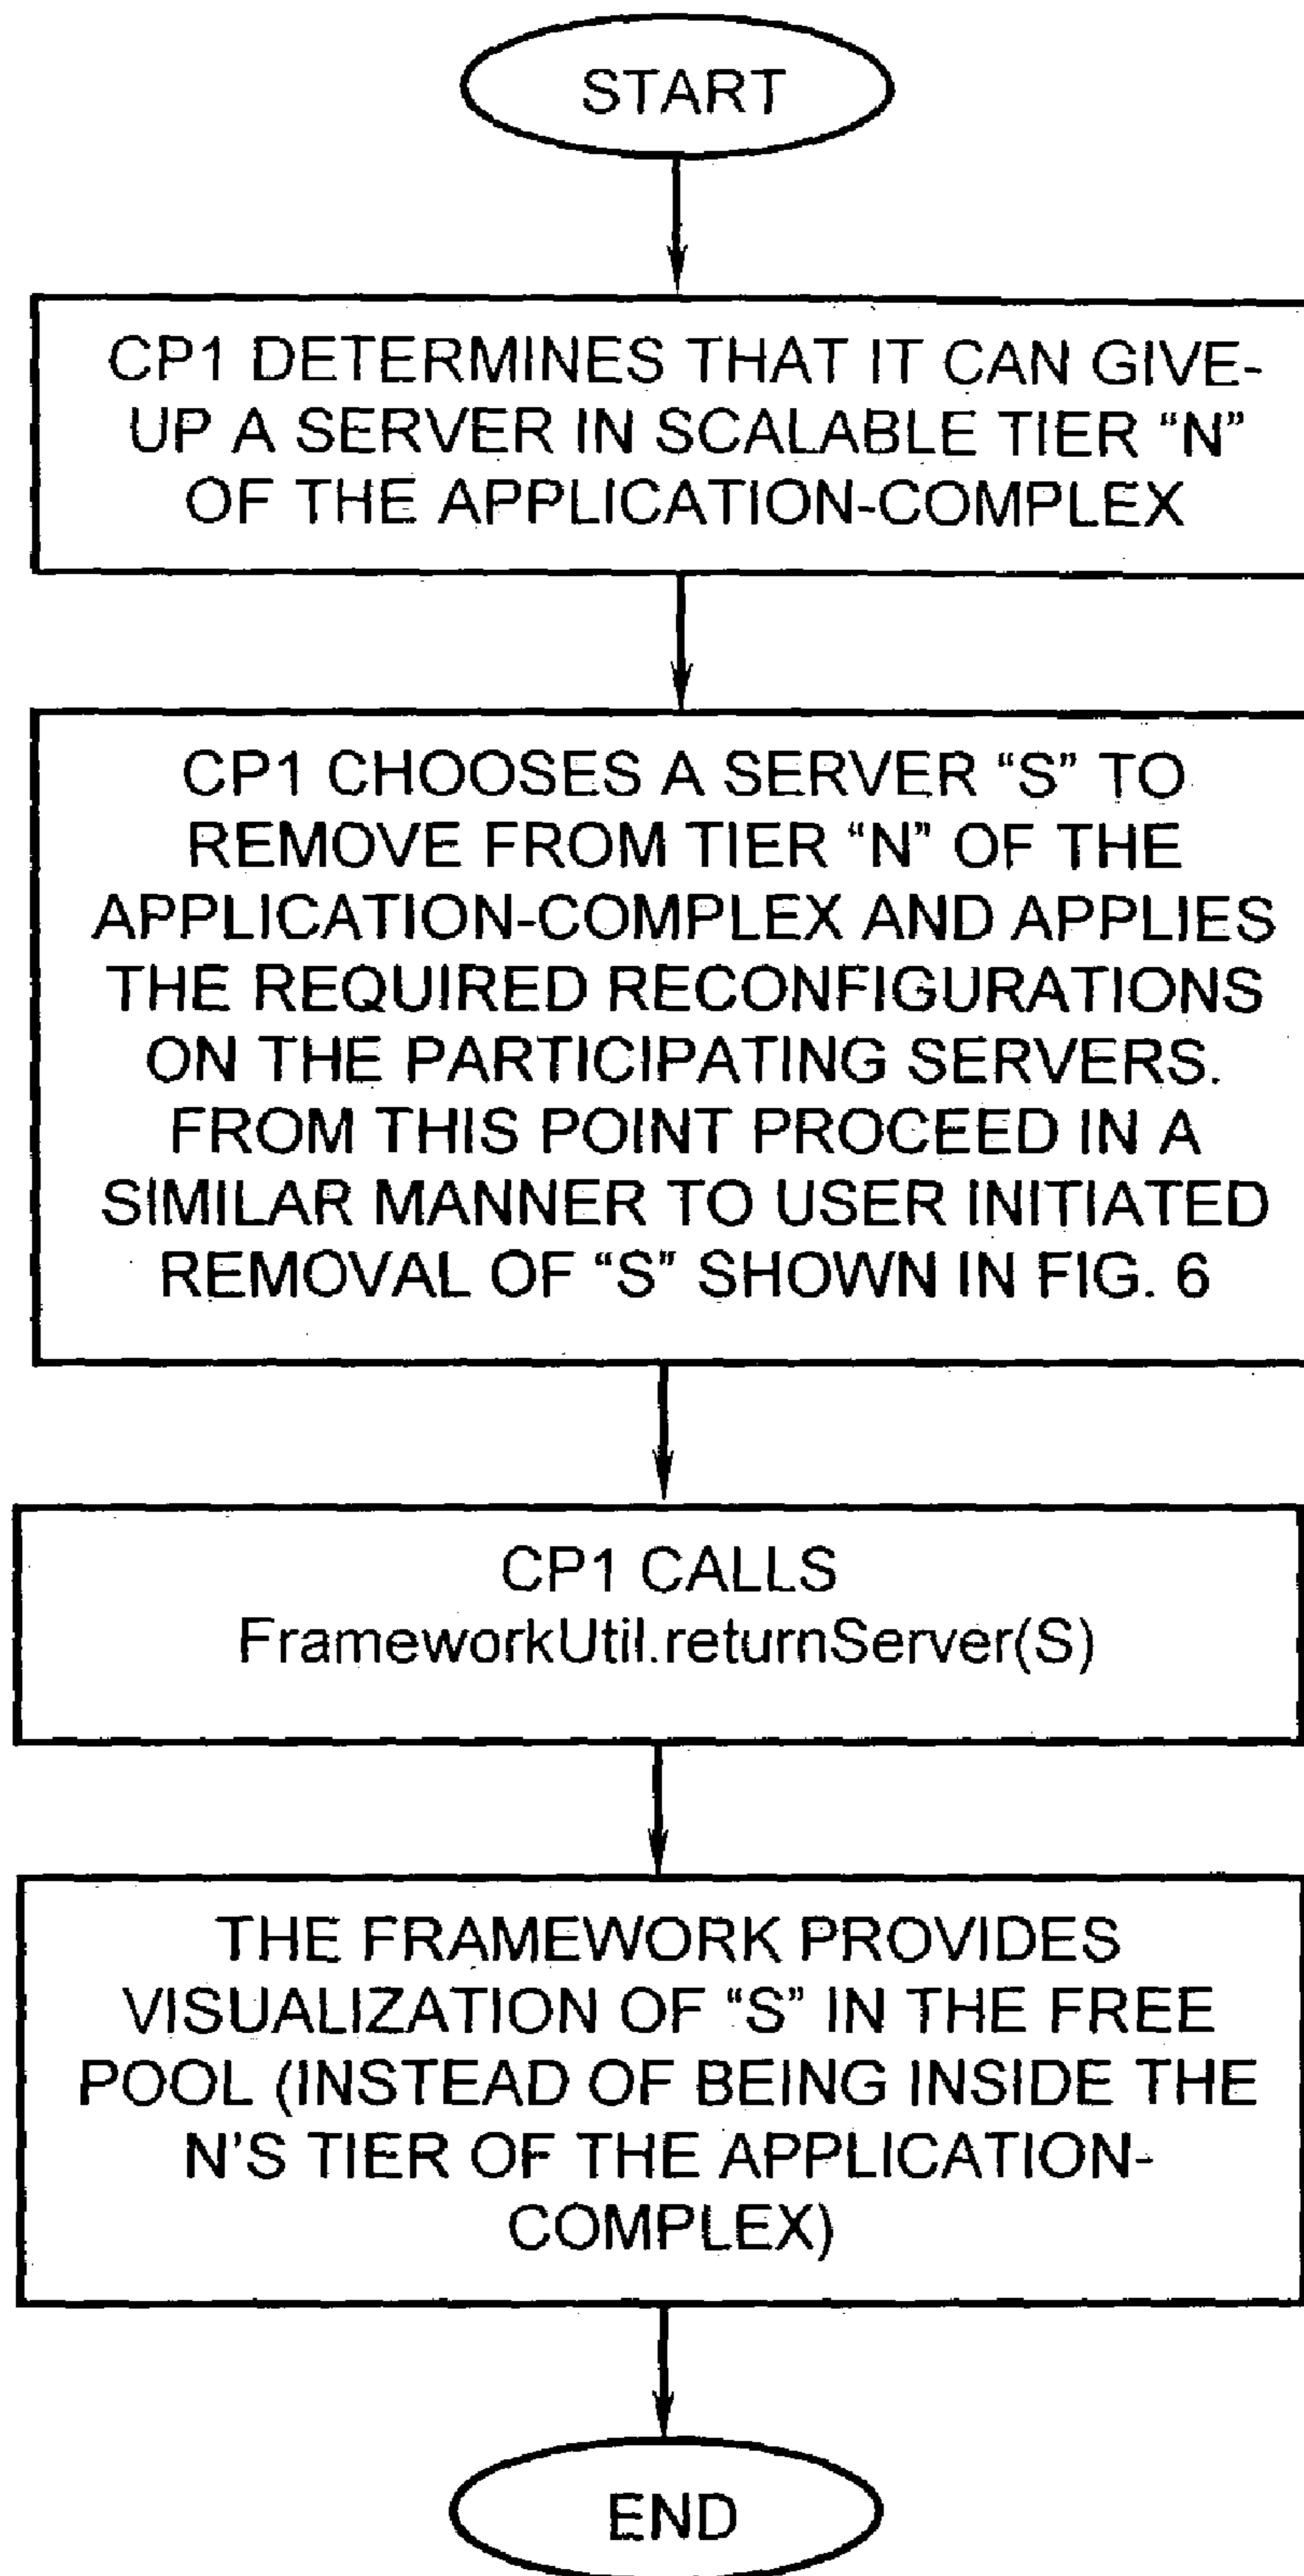 START
CP1 DETERMINES THAT IT CAN GIVE-
UP A SERVER IN SCALABLE TIER “N”
OF THE APPLICATION-COMPLEX
CP1 CHOOSES A SERVER “S” TO
REMOVE FROM TIER “N” OF THE
APPLICATION-COMPLEX AND APPLIES
THE REQUIRED RECONFIGURATIONS
ON THE PARTICIPATING SERVERS.
FROM THIS POINT PROCEED IN A
SIMILAR MANNER TO USER INITIATED
REMOVAL OF “S” SHOWN IN FIG. 6
CP1 CALLS
FrameworkUtil.returnServer(S)
THE FRAMEWORK PROVIDES
VISUALIZATION OF “S” IN THE FREE
POOL (INSTEAD OF BEING INSIDE THE
N’S TIER OF THE APPLICATION-
COMPLEX)
END